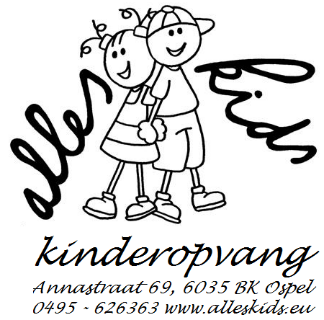 alles kids
kinderopvang
Annastraat 69, 6035 BK Ospel
0495 - 626363 www.alleskids.eu